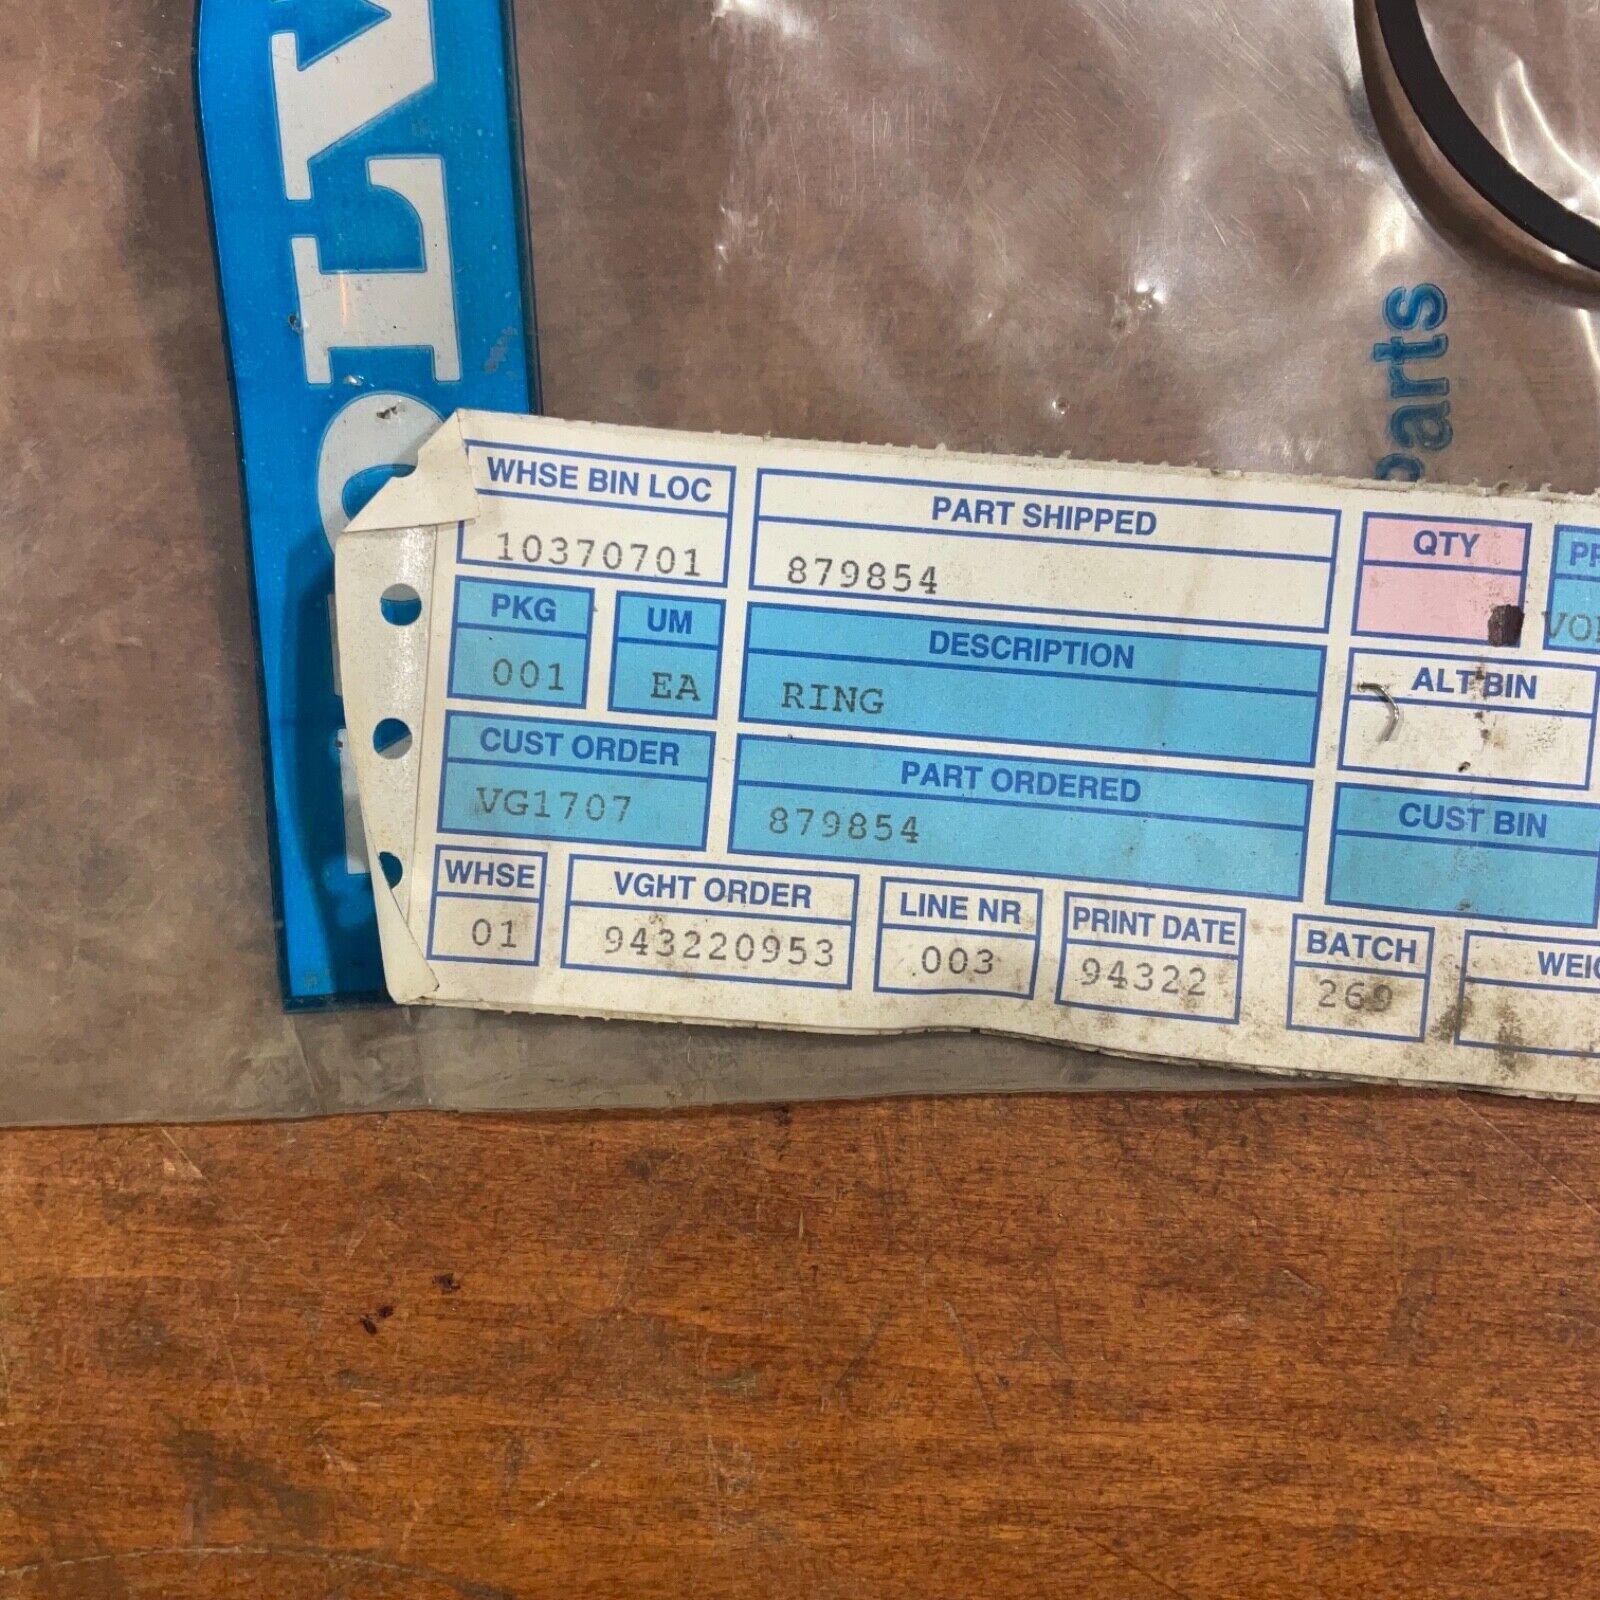 Parts
WHSE BIN LOC
10370701
PART SHIPPED
879854
QTY
PKG
001
UM
EA
DESCRIPTION
RING
ALT BIN
CUST ORDER
VG1707
PART ORDERED
879854
CUST BIN
WHSE
01
VGHT ORDER
943220953
LINE NR
003
PRINT DATE
94322
BATCH
269